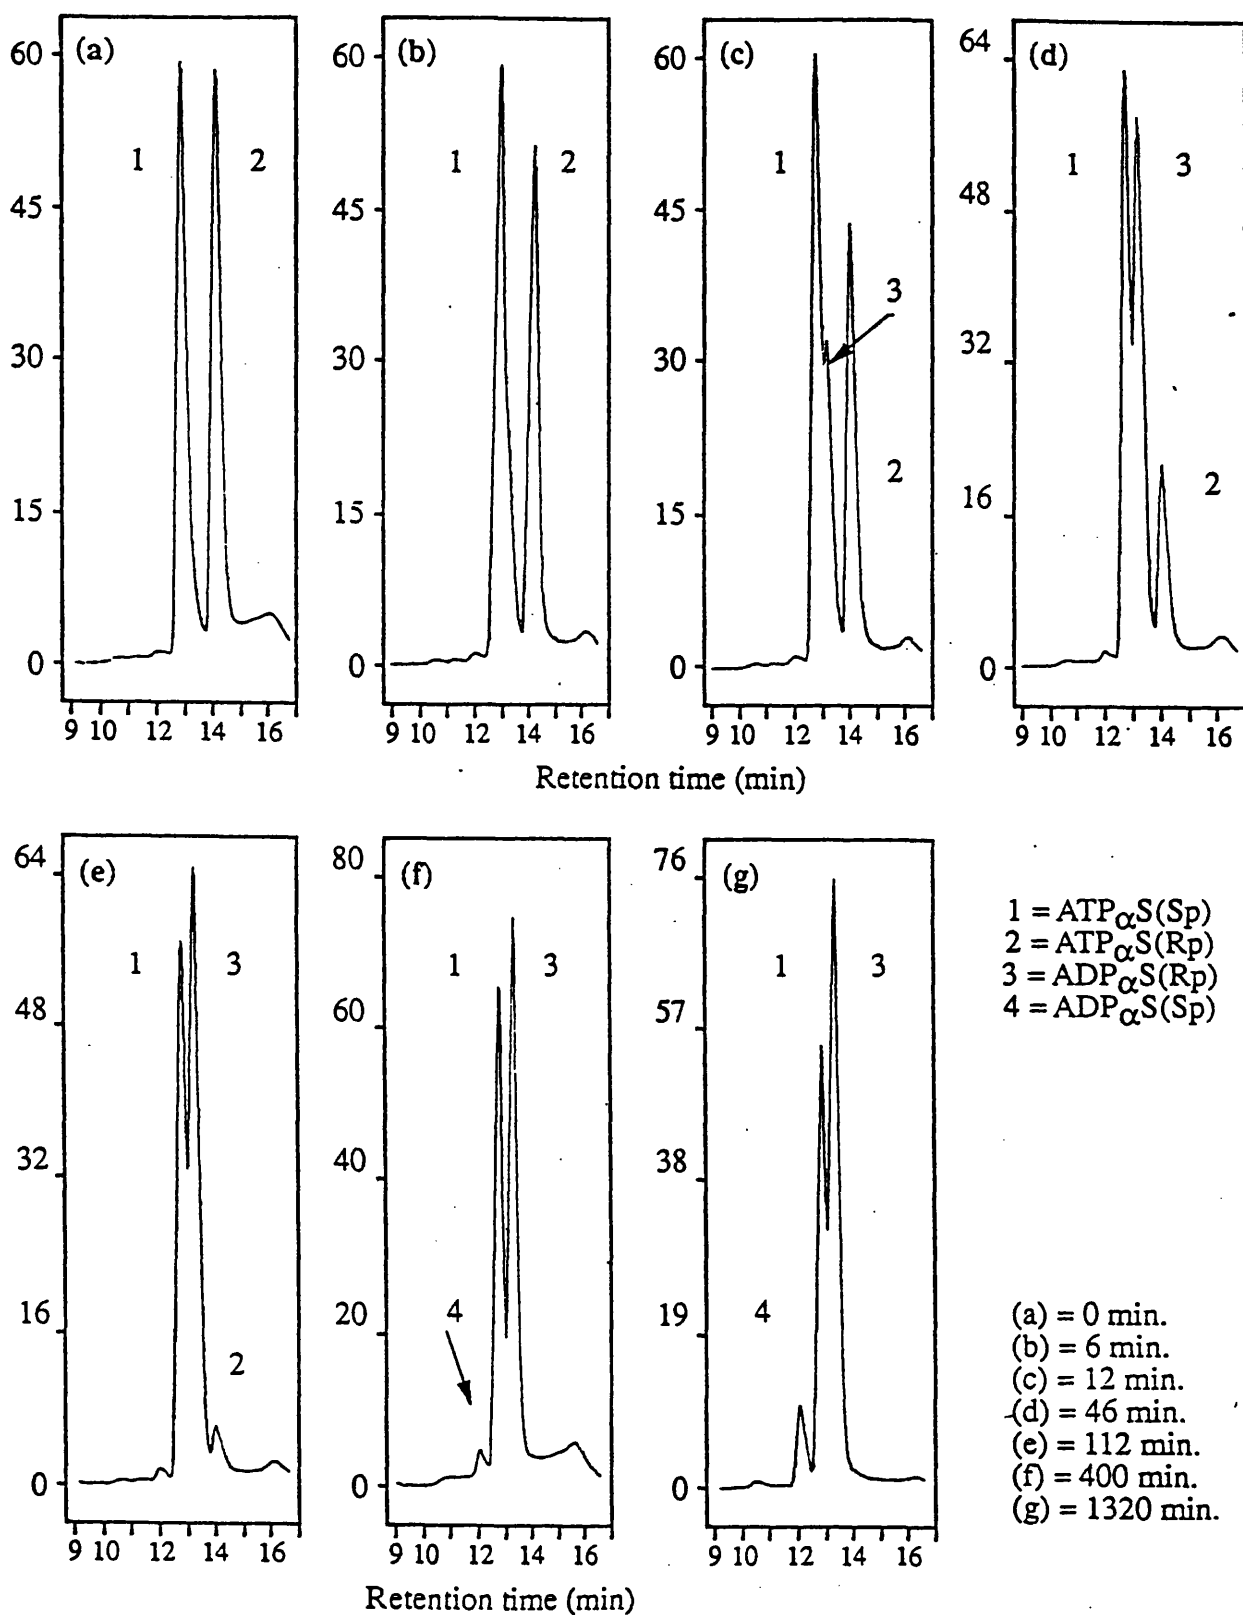 (a)
60
45
30
15
0
1
2
9 10 12 14 16
(b)
60
45
30
15
0
1
2
9 10 12 14 16
(c)
60
45
30
15
0
1
3
2
9 10 12 14 16
(d)
64
48
32
16
0
1
3
2
9 10 12 14 16
Retention time (min)
(e)
64
48
32
16
0
1
3
2
9 10 12 14 16
(f)
80
60
40
20
0
1
3
4
9 10 12 14 16
(g)
76
57
38
19
0
1
3
4
9 10 12 14 16
Retention time (min)
1 = ATPαS(Sp)
2 = ATPαS(Rp)
3 = ADPαS(Rp)
4 = ADPαS(Sp)
(a) = 0 min.
(b) = 6 min.
(c) = 12 min.
(d) = 46 min.
(e) = 112 min.
(f) = 400 min.
(g) = 1320 min.